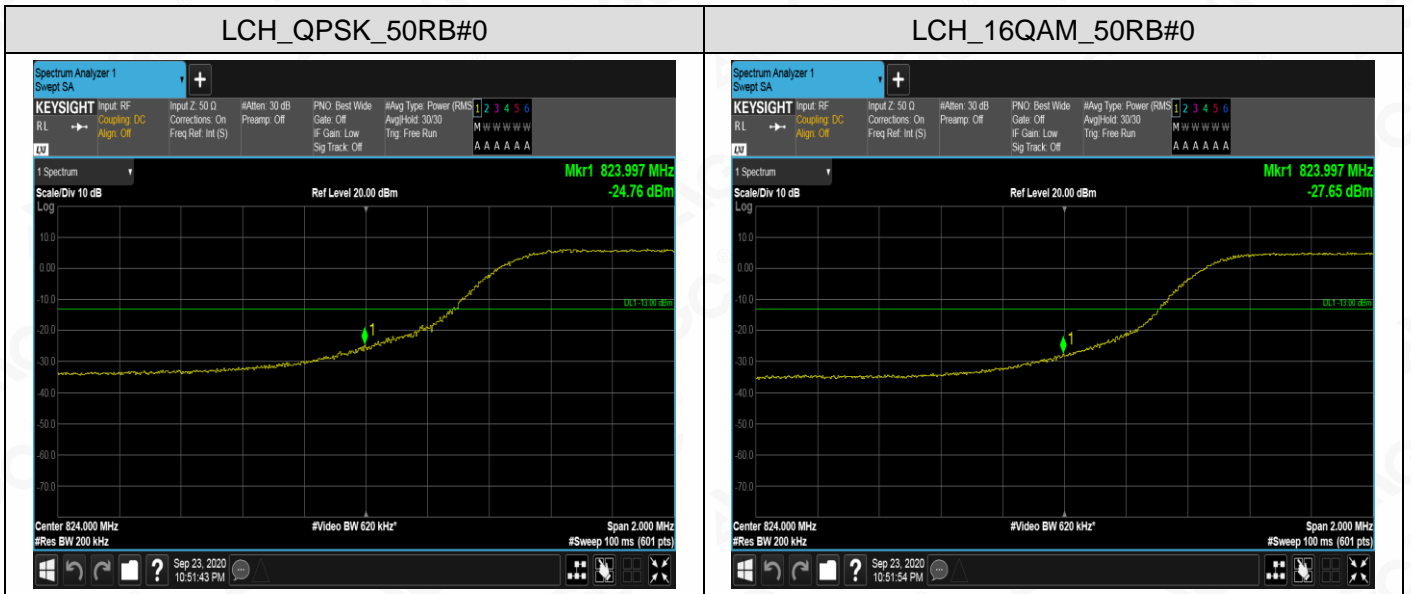 LCH_QPSK_50RB#0
LCH_16QAM_50RB#0
Spectrum Analyzer 1
Swept SA
+
KEYSIGHT
RL
LXI
Input: RF
Coupling: DC
Align: Off
Input Z: 50 Ω
Corrections: On
Freq Ref: Int (S)
#Atten: 30 dB
Preamp: Off
PNO: Best Wide
Gate: Off
IF Gain: Low
Sig Track: Off
#Avg Type: Power (RMS
Avg|Hold: 30/30
Trig: Free Run
1 2 3 4 5 6
M W W W W W
A A A A A A
1 Spectrum
Scale/Div 10 dB
Ref Level 20.00 dBm
Mkr1 823.997 MHz
-24.76 dBm
Log
10.0
0.00
-10.0
-20.0
-30.0
-40.0
-50.0
-60.0
-70.0
DL1 -13.00 dBm
1
Center 824.000 MHz
#Res BW 200 kHz
#Video BW 620 kHz*
Span 2.000 MHz
#Sweep 100 ms (601 pts)
?
Sep 23, 2020
10:51:43 PM
Spectrum Analyzer 1
Swept SA
+
KEYSIGHT
RL
LXI
Input: RF
Coupling: DC
Align: Off
Input Z: 50 Ω
Corrections: On
Freq Ref: Int (S)
#Atten: 30 dB
Preamp: Off
PNO: Best Wide
Gate: Off
IF Gain: Low
Sig Track: Off
#Avg Type: Power (RMS
Avg|Hold: 30/30
Trig: Free Run
1 2 3 4 5 6
M W W W W W
A A A A A A
1 Spectrum
Scale/Div 10 dB
Ref Level 20.00 dBm
Mkr1 823.997 MHz
-27.65 dBm
Log
10.0
0.00
-10.0
-20.0
-30.0
-40.0
-50.0
-60.0
-70.0
DL1 -13.00 dBm
1
Center 824.000 MHz
#Res BW 200 kHz
#Video BW 620 kHz*
Span 2.000 MHz
#Sweep 100 ms (601 pts)
?
Sep 23, 2020
10:51:54 PM